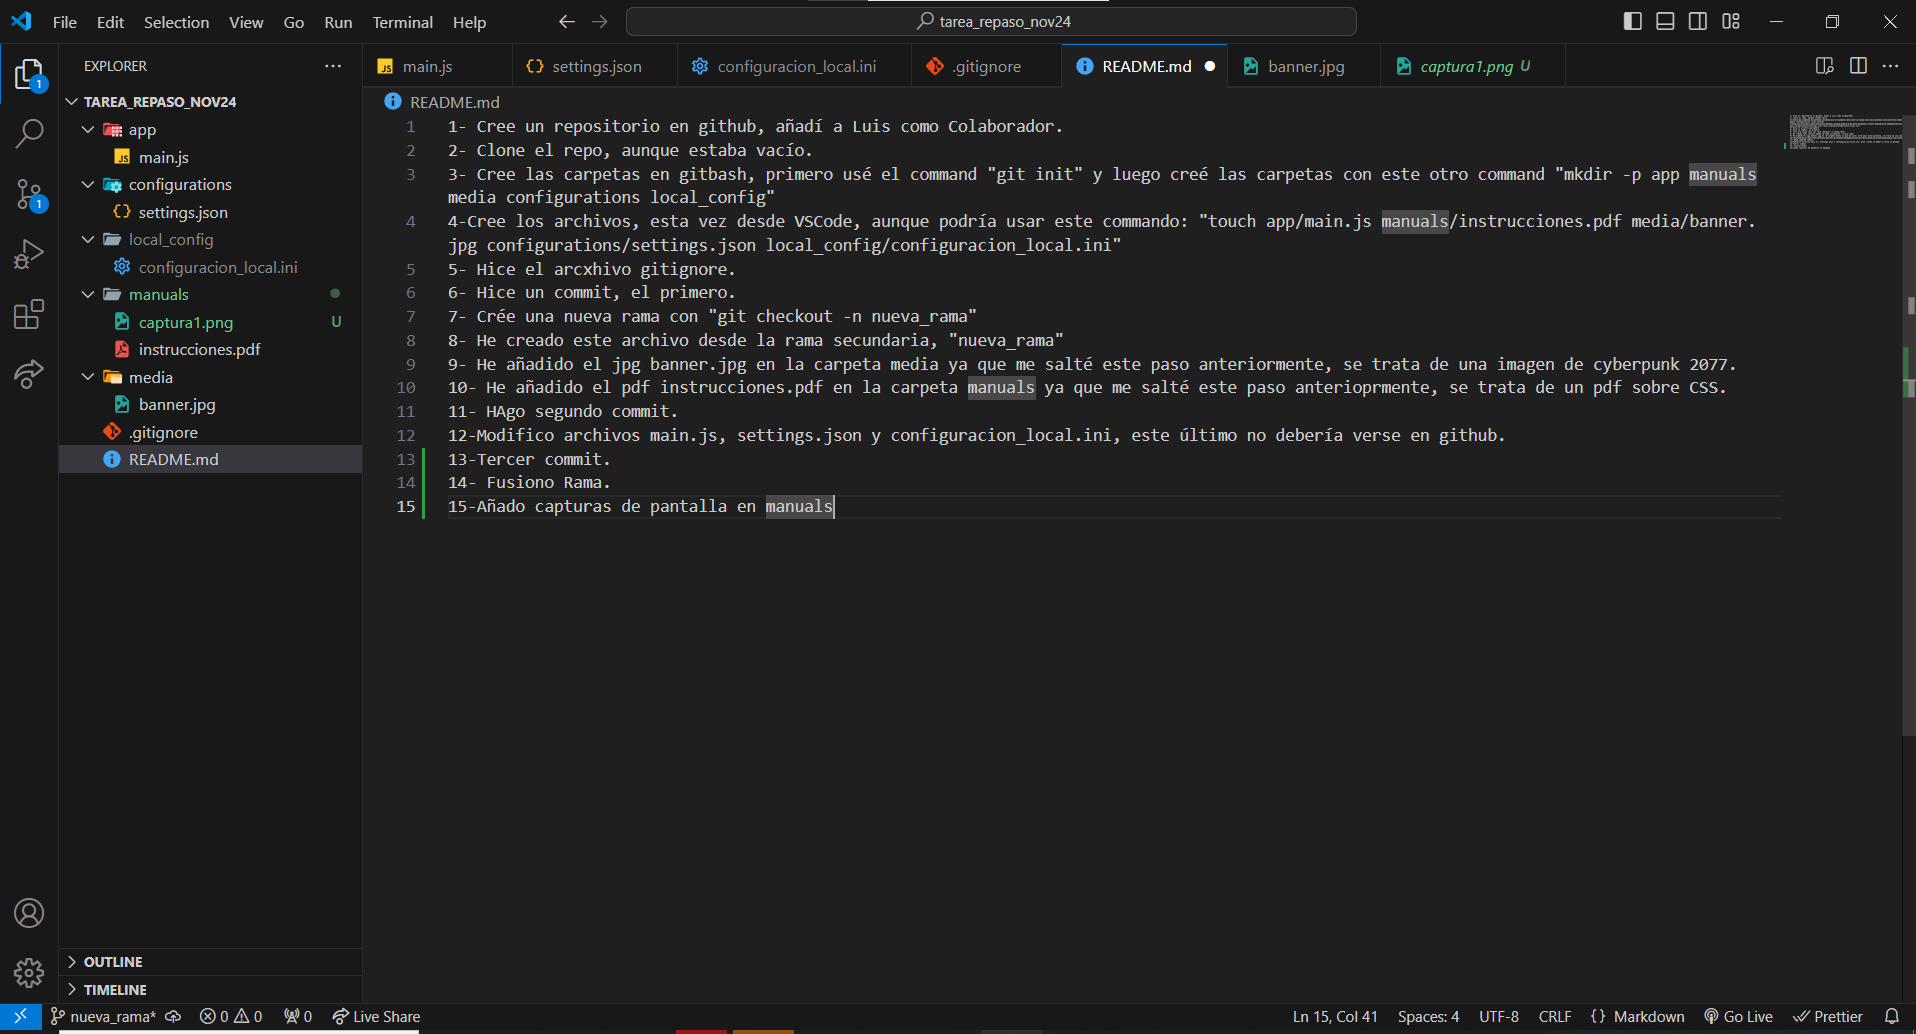 File Edit Selection View Go Run Terminal Help
tarea_repaso_nov24
EXPLORER
TAREA_REPASO_NOV24
app
main.js
configurations
settings.json
local_config
configuracion_local.ini
manuals
captura1.png U
instrucciones.pdf
media
banner.jpg
.gitignore
README.md
OUTLINE
TIMELINE
1
1
main.js settings.json configuracion_local.ini .gitignore README.md banner.jpg captura1.png U
README.md
1 1- Cree un repositorio en github, añadí a Luis como Colaborador.
2 2- Clone el repo, aunque estaba vacío.
3 3- Cree las carpetas en gitbash, primero usé el command "git init" y luego creé las carpetas con este otro command "mkdir -p app manuals
media configurations local_config"
4 4-Cree los archivos, esta vez desde VSCode, aunque podría usar este commando: "touch app/main.js manuals/instrucciones.pdf media/banner.
jpg configurations/settings.json local_config/configuracion_local.ini"
5 5- Hice el arcxhivo gitignore.
6 6- Hice un commit, el primero.
7 7- Crée una nueva rama con "git checkout -n nueva_rama"
8 8- He creado este archivo desde la rama secundaria, "nueva_rama"
9 9- He añadido el jpg banner.jpg en la carpeta media ya que me salté este paso anteriormente, se trata de una imagen de cyberpunk 2077.
10 10- He añadido el pdf instrucciones.pdf en la carpeta manuals ya que me salté este paso anterioprmente, se trata de un pdf sobre CSS.
11 11- HAgo segundo commit.
12 12-Modifico archivos main.js, settings.json y configuracion_local.ini, este último no debería verse en github.
13 13-Tercer commit.
14 14- Fusiono Rama.
15 15-Añado capturas de pantalla en manuals
nueva_rama* 0 0 0 Live Share Ln 15, Col 41 Spaces: 4 UTF-8 CRLF {} Markdown Go Live Prettier